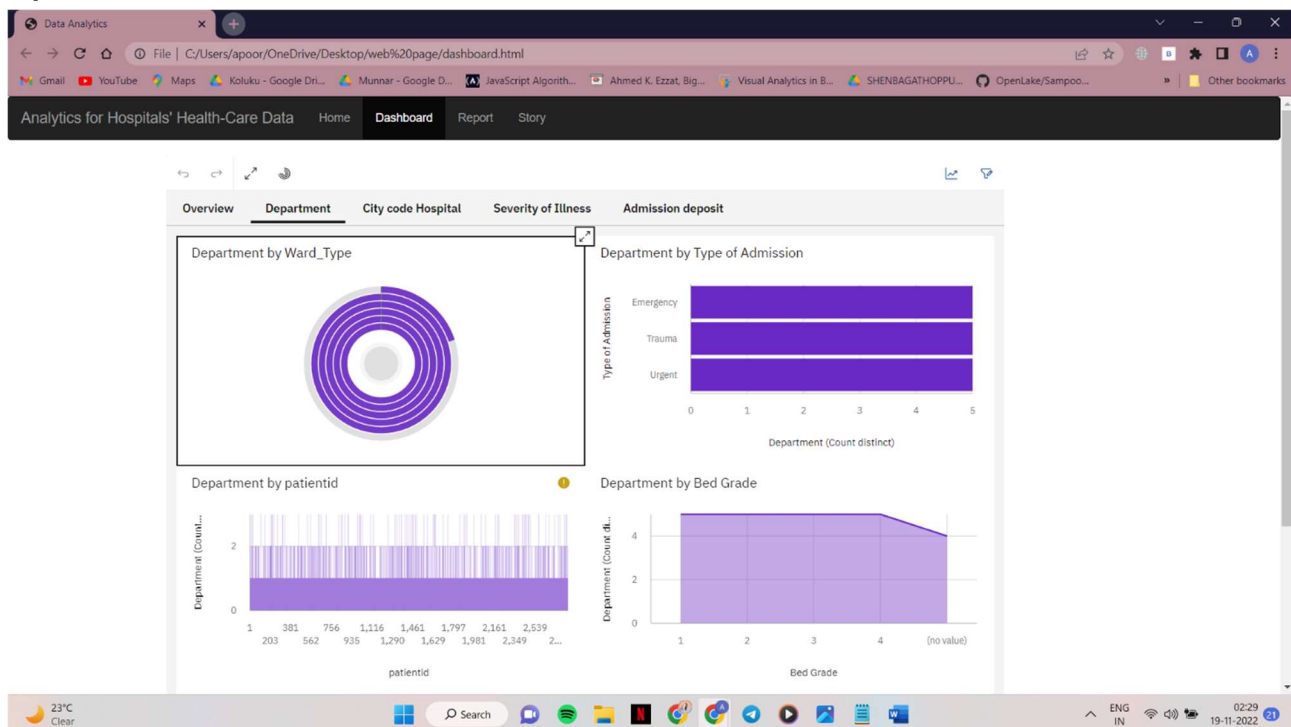 Data Analytics
File | C:/Users/apoor/OneDrive/Desktop/web%20page/dashboard.html
Gmail YouTube Maps Koluku - Google Dri... Munnar - Google D... JavaScript Algorith... Ahmed K. Ezzat, Big... Visual Analytics in B... SHENBAGATHOPPU... OpenLake/Sampoo... » Other bookmarks
Analytics for Hospitals' Health-Care Data Home Dashboard Report Story
Overview Department City code Hospital Severity of Illness Admission deposit
Department by Ward_Type
Department by Type of Admission
Type of Admission
Emergency
Trauma
Urgent
0 1 2 3 4 5
Department (Count distinct)
Department by patientid
Department (Count...
2
0
1 381 756 1,116 1,461 1,797 2,161 2,539
203 562 935 1,290 1,629 1,981 2,349 2...
patientid
Department by Bed Grade
Department (Count di...
4
2
0
1 2 3 4 (no value)
Bed Grade
23°C
Clear
Search
ENG
IN
02:29
19-11-2022
21